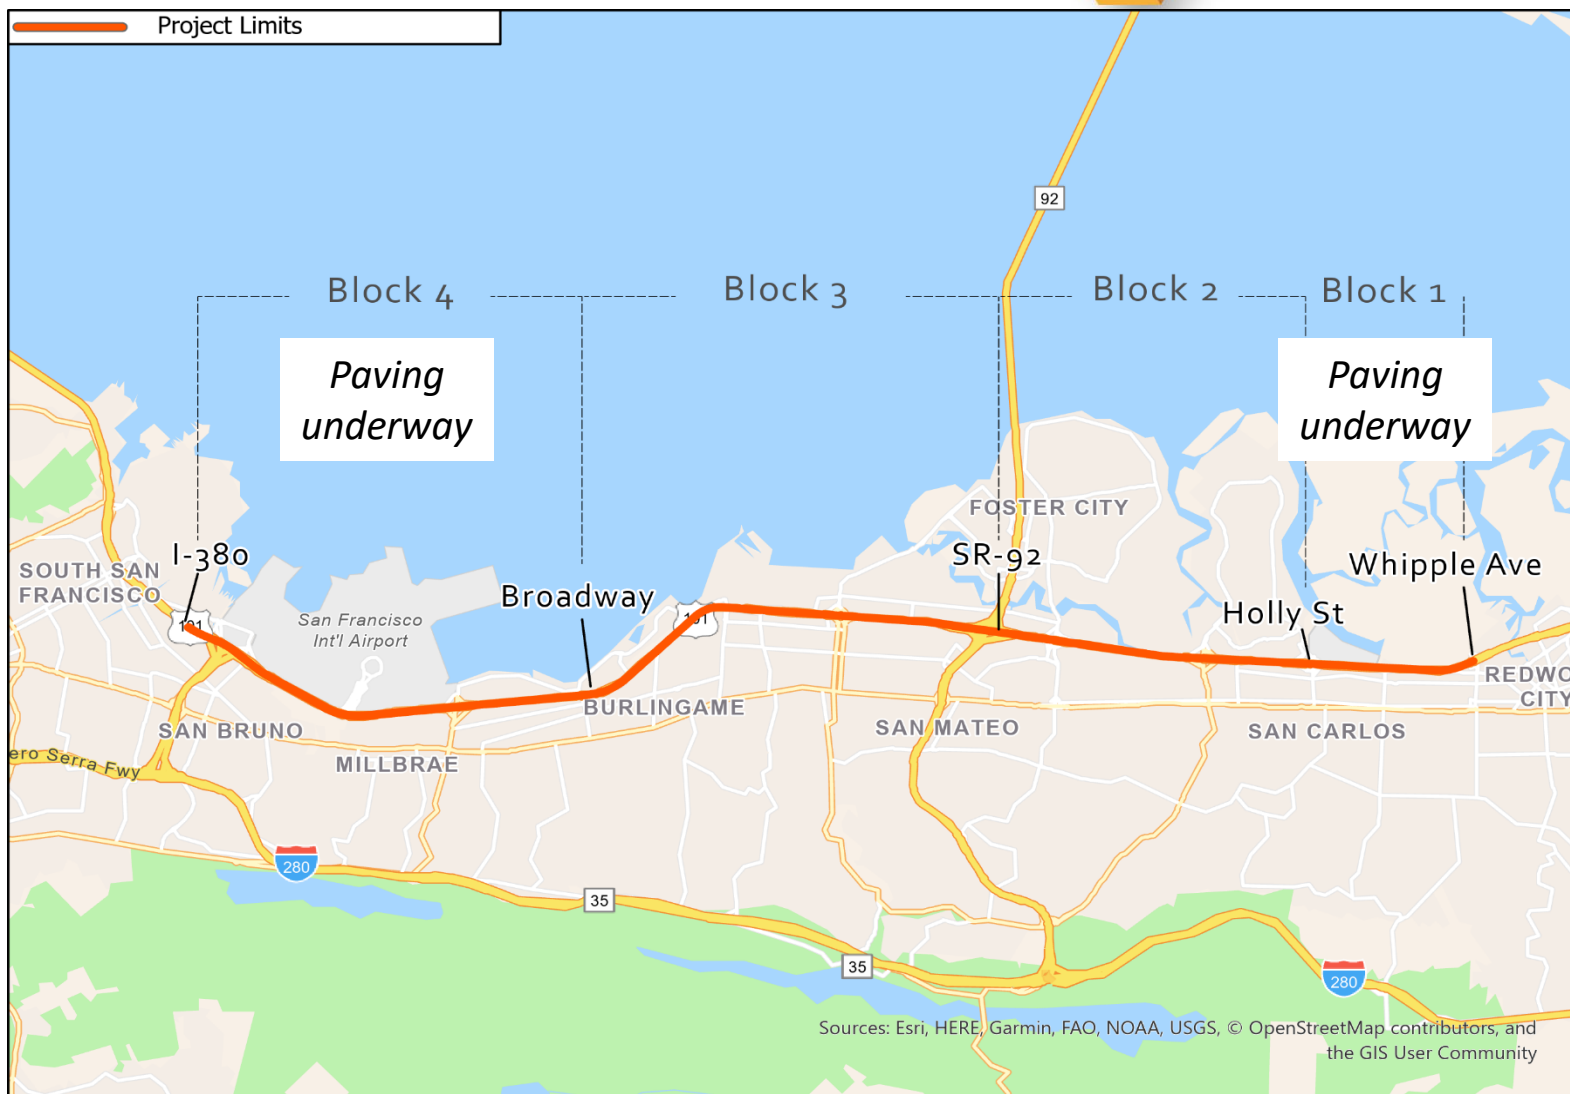 Project Limits
92
Block 4
Block 3
Block 2
Block 1
Paving
underway
Paving
underway
FOSTER CITY
I-380
SR-92
Whipple Ave
SOUTH SAN
FRANCISCO
Broadway
Holly St
101
San Francisco
Int'l Airport
101
REDWO
CITY
BURLINGAME
SAN BRUNO
SAN MATEO
SAN CARLOS
ero Serra Fwy
MILLBRAE
280
35
35
280
Sources: Esri, HERE, Garmin, FAO, NOAA, USGS, © OpenStreetMap contributors, and
the GIS User Community